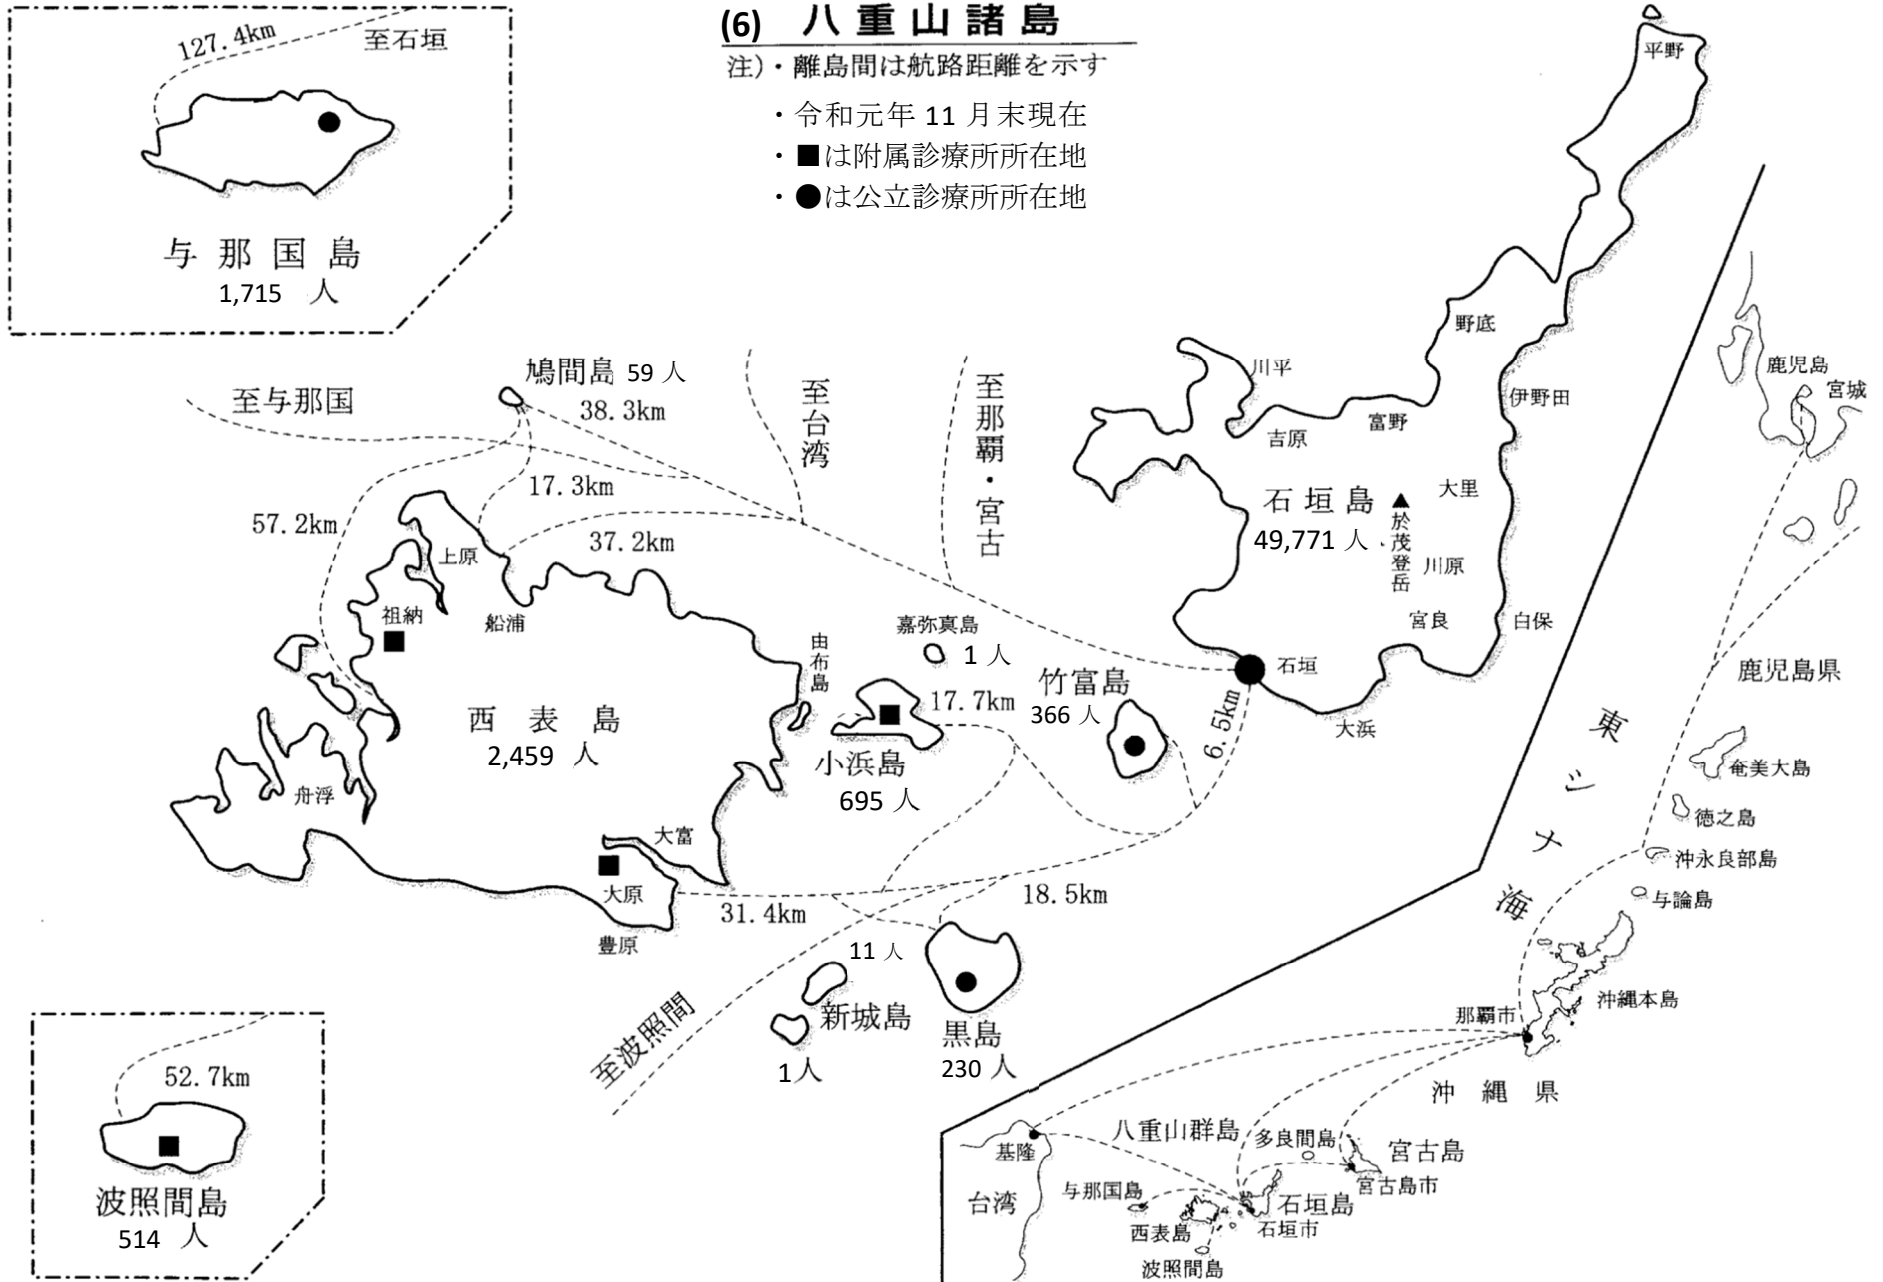 (6) 八重山諸島
注)・離島間は航路距離を示す
・令和元年 11 月末現在
・■は附属診療所所在地
・●は公立診療所所在地
127.4km
至石垣
与那国島
1,715 人
平野
野底
川平
伊野田
富野
吉原
大里
石垣島
49,771 人
於茂登岳
川原
宮良
白保
石垣
大浜
至与那国
鳩間島 59 人
38.3km
至台湾
至那覇・宮古
17.3km
57.2km
37.2km
上原
祖納
船浦
由布島
嘉弥真島
1 人
竹富島
366 人
17.7km
6.5km
西表島
2,459 人
小浜島
695 人
舟浮
大富
大原
豊原
31.4km
18.5km
11 人
新城島
1人
黒島
230 人
至波照間
52.7km
波照間島
514 人
鹿児島
宮城
鹿児島県
東シナ海
奄美大島
徳之島
沖永良部島
与論島
沖縄本島
那覇市
沖縄県
八重山群島
多良間島
宮古島
宮古島市
基隆
台湾
与那国島
西表島
石垣島
石垣市
波照間島